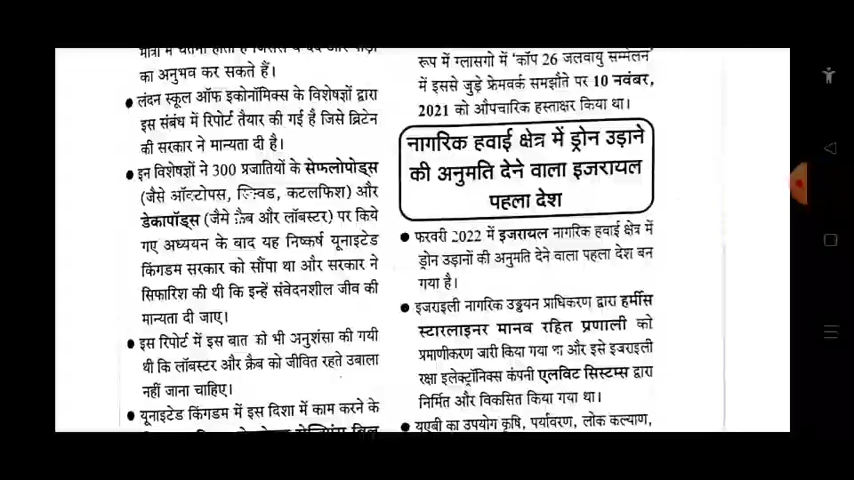 का अनुभव कर सकते हैं।
लंदन स्कूल ऑफ इकोनॉमिक्स के विशेषज्ञों द्वारा
इस संबंध में रिपोर्ट तैयार की गई है जिसे ब्रिटेन
की सरकार ने मान्यता दी है।
इन विशेषज्ञों ने 300 प्रजातियों के सेफ्लोपोड्स
(जैसे ऑक्टोपस, स्क्विड, कटलफिश) और
डेकापॉड्स (जैसे क्रैब और लॉबस्टर) पर किये
गए अध्ययन के बाद यह निष्कर्ष यूनाइटेड
किंगडम सरकार को सौंपा था और सरकार ने
सिफारिश की थी कि इन्हें संवेदनशील जीव की
मान्यता दी जाए।
इस रिपोर्ट में इस बात की भी अनुशंसा की गयी
थी कि लॉबस्टर और क्रैब को जीवित रहते उबाला
नहीं जाना चाहिए।
यूनाइटेड किंगडम में इस दिशा में काम करने के
रूप में ग्लासगो में 'कॉप 26 जलवायु सम्मेलन'
में इससे जुड़े फ्रेमवर्क समझौते पर 10 नवंबर,
2021 को औपचारिक हस्ताक्षर किया था।
नागरिक हवाई क्षेत्र में ड्रोन उड़ाने
की अनुमति देने वाला इजरायल
पहला देश
फरवरी 2022 में इजरायल नागरिक हवाई क्षेत्र में
ड्रोन उड़ानों की अनुमति देने वाला पहला देश बन
गया है।
इजराइली नागरिक उड्डयन प्राधिकरण द्वारा हर्मीस
स्टारलाइनर मानव रहित प्रणाली को
प्रमाणीकरण जारी किया गया था और इसे इजराइली
रक्षा इलेक्ट्रॉनिक्स कंपनी एलविट सिस्टम्स द्वारा
निर्मित और विकसित किया गया था।
यूएबी का उपयोग कृषि, पर्यावरण, लोक कल्याण,